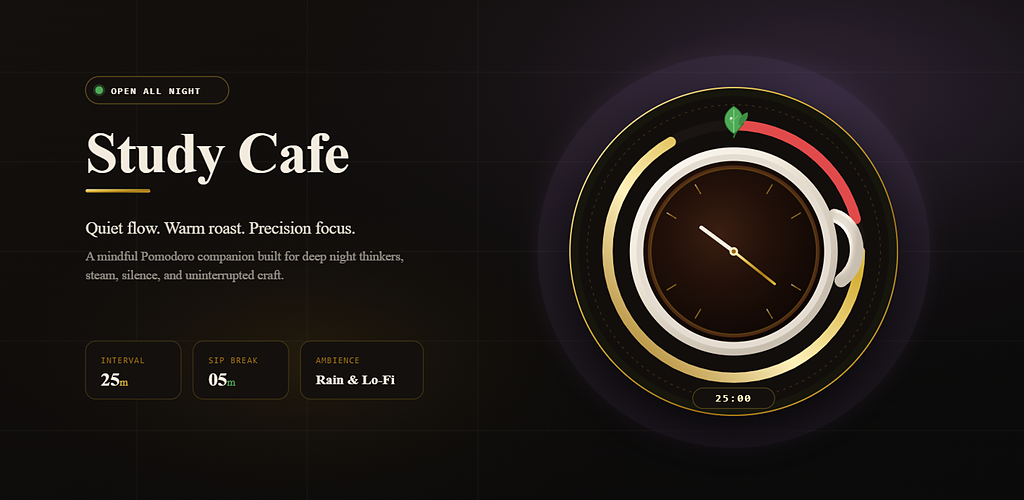 OPEN ALL NIGHT
Study Cafe
Quiet flow. Warm roast. Precision focus.
A mindful Pomodoro companion built for deep night thinkers,
steam, silence, and uninterrupted craft.
INTERVAL
25m
SIP BREAK
05m
AMBIENCE
Rain & Lo-Fi
25:00